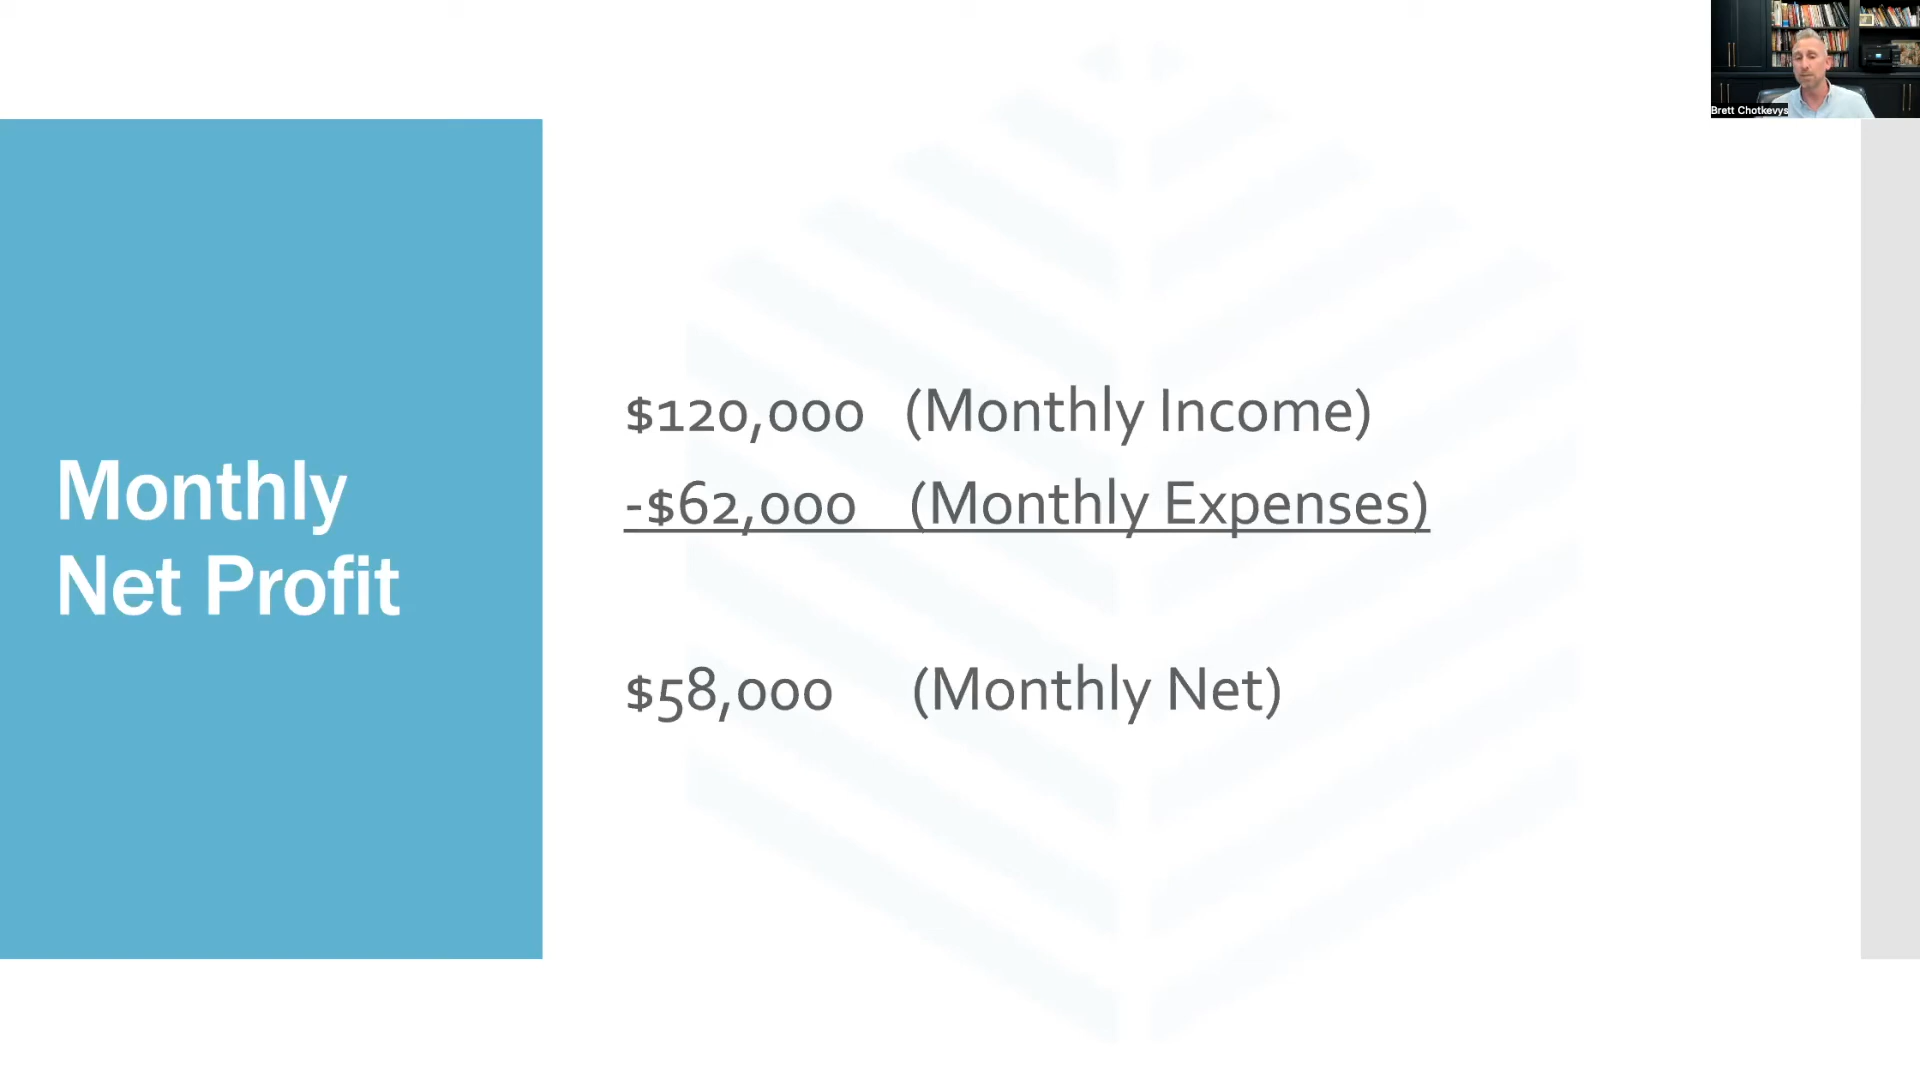 Brett Chotkevys
Monthly
Net Profit
$120,000 (Monthly Income)
-$62,000 (Monthly Expenses)
$58,000 (Monthly Net)